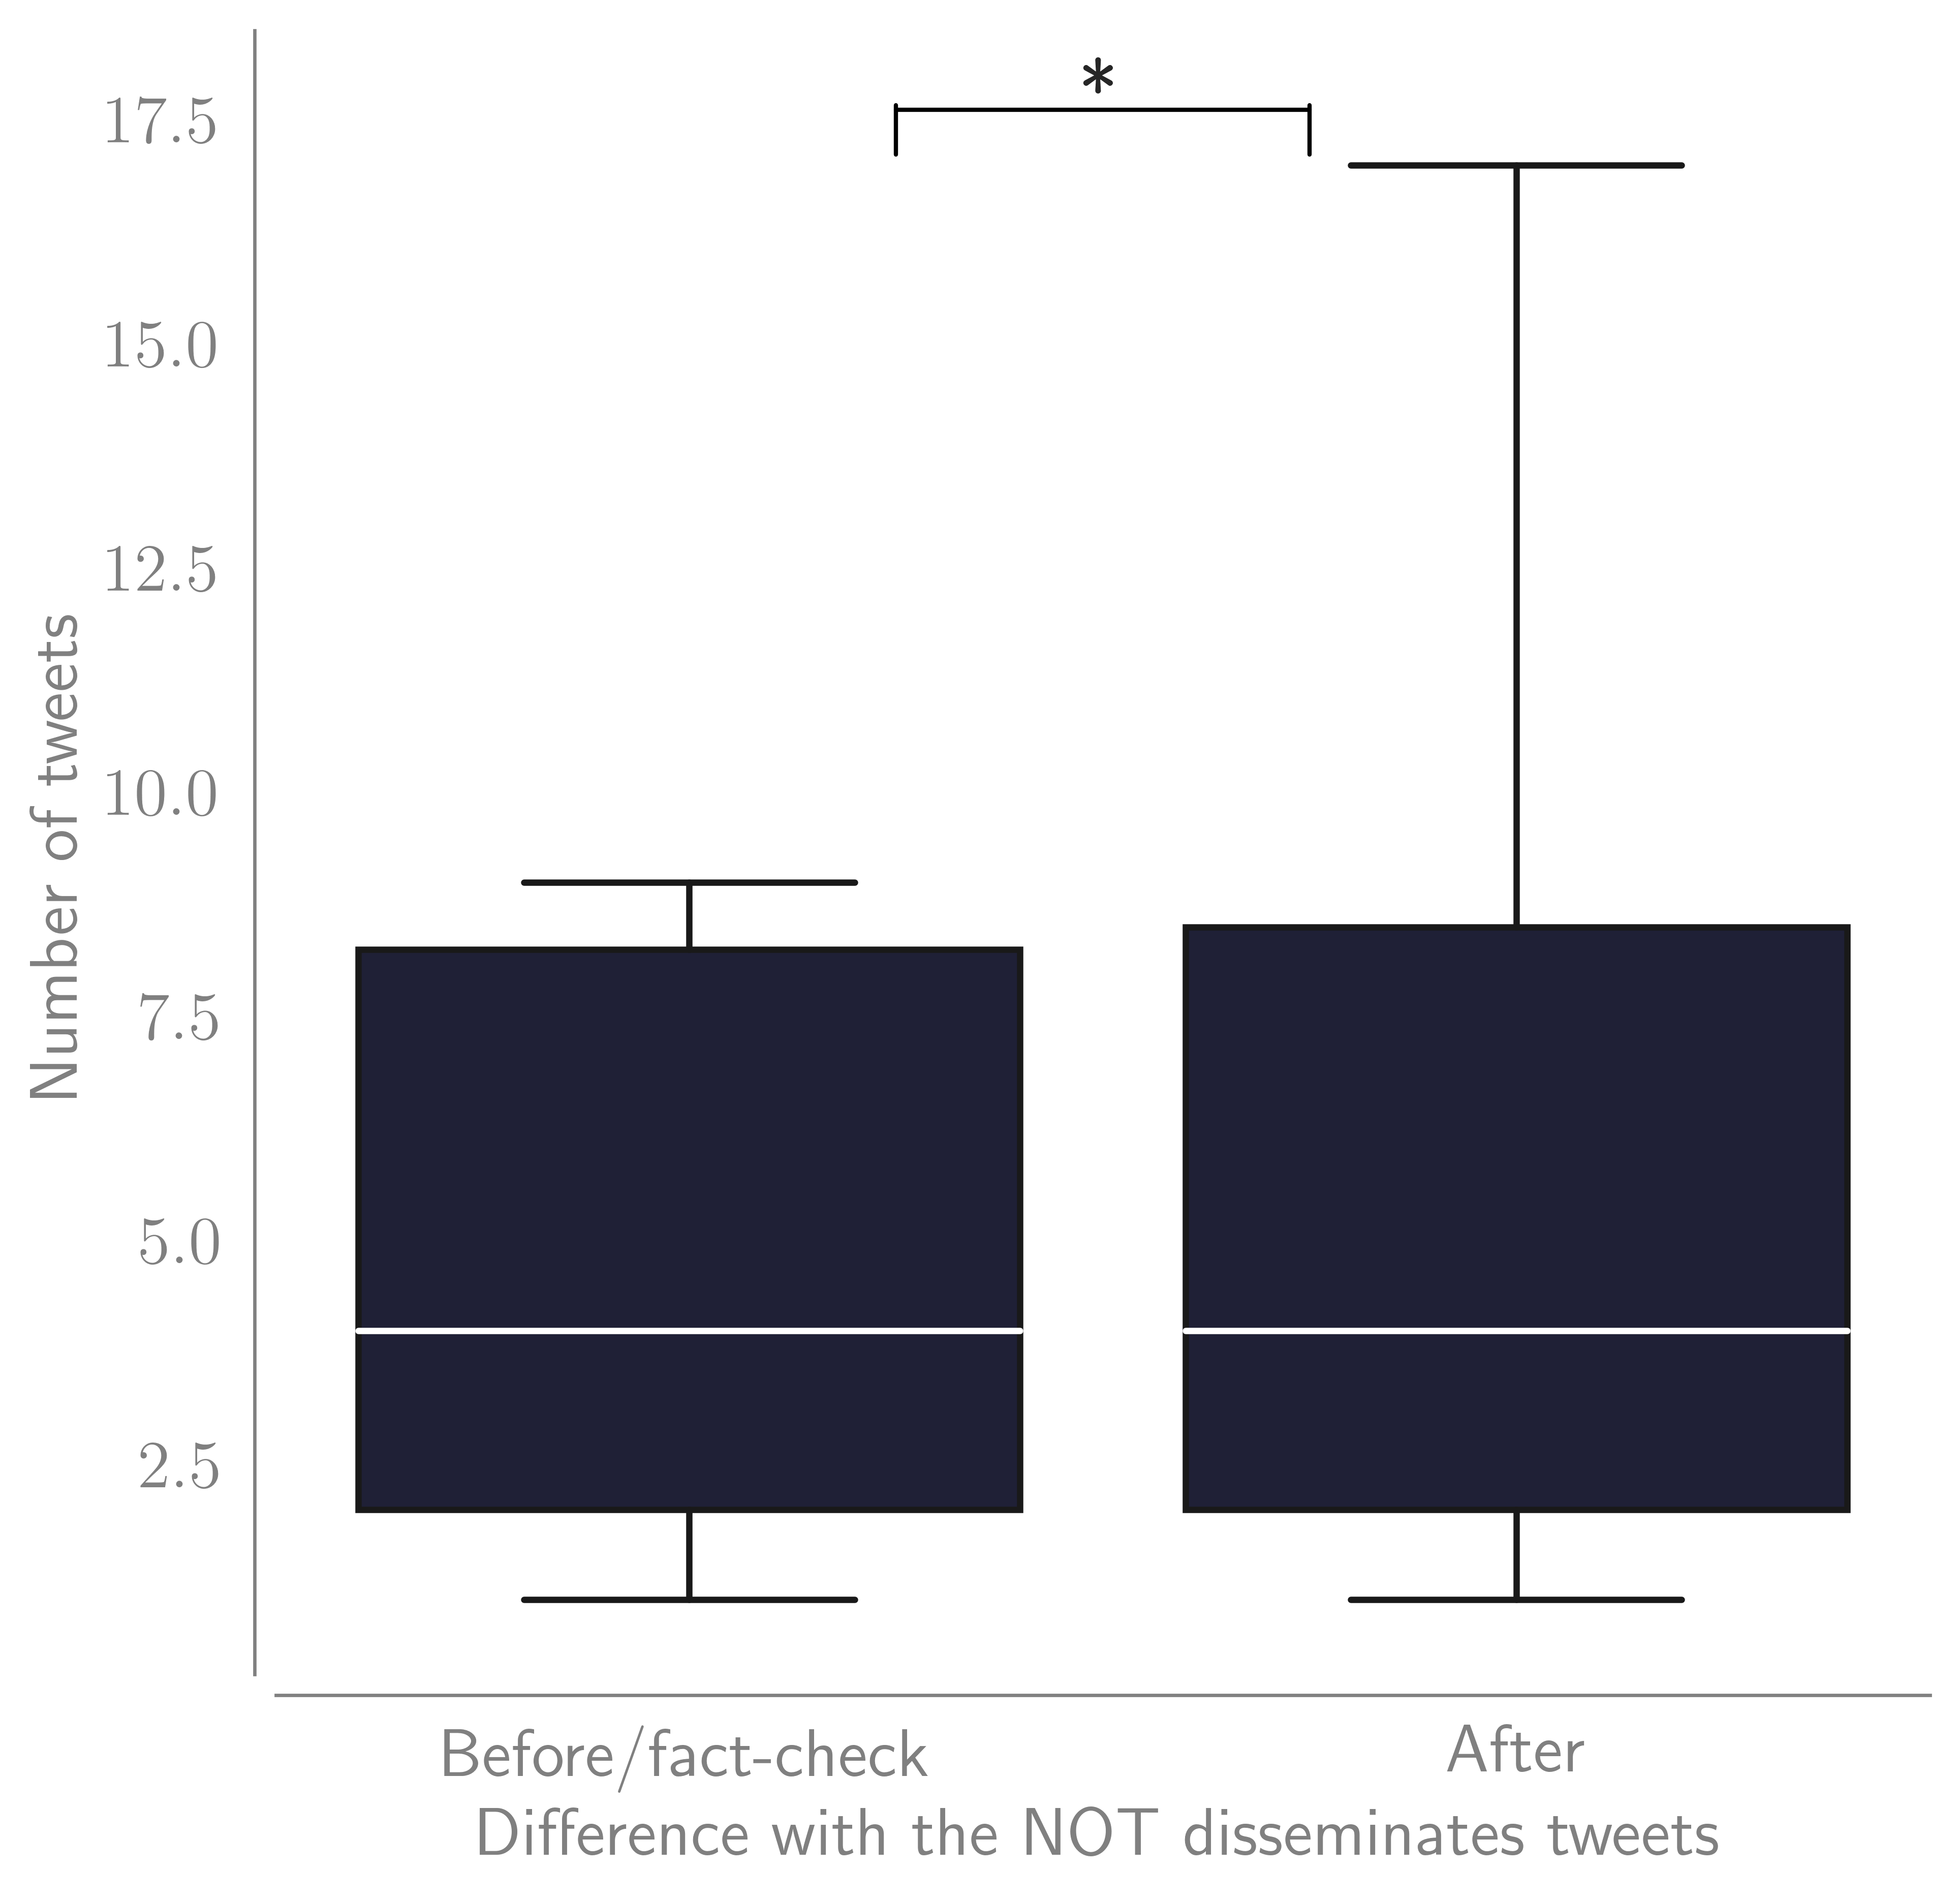 *
17.5
15.0
12.5
10.0
7.5
5.0
2.5
Number of tweets
Before/fact-check After
Difference with the NOT disseminates tweets